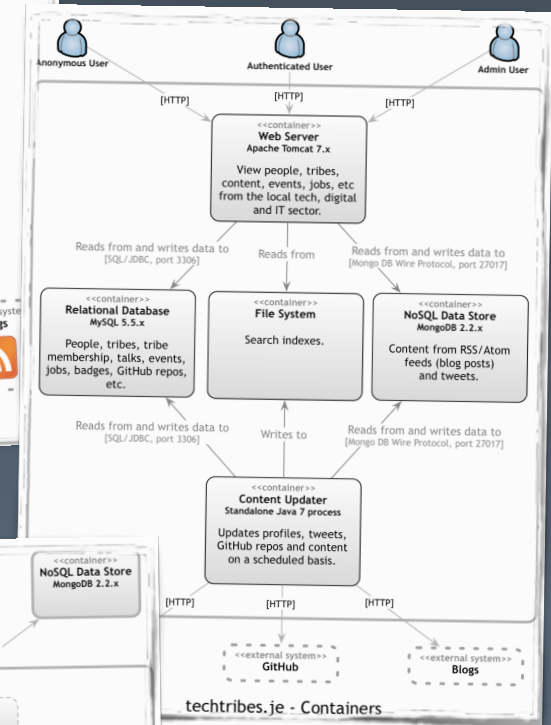 Anonymous User
Authenticated User
Admin User
[HTTP]
[HTTP]
[HTTP]
<<container>>
Web Server
Apache Tomcat 7.x
View people, tribes,
content, events, jobs, etc
from the local tech, digital
and IT sector.
Reads from and writes data to
[SQL/JDBC, port 3306]
Reads from
Reads from and writes data to
[Mongo DB Wire Protocol, port 27017]
<<container>>
Relational Database
MySQL 5.5.x
People, tribes, tribe
membership, talks, events,
jobs, badges, GitHub repos,
etc.
<<container>>
File System
Search indexes.
<<container>>
NoSQL Data Store
MongoDB 2.2.x
Content from RSS/Atom
feeds (blog posts)
and tweets.
Reads from and writes data to
[SQL/JDBC, port 3306]
Writes to
Reads from and writes data to
[Mongo DB Wire Protocol, port 27017]
<<container>>
Content Updater
Standalone Java 7 process
Updates profiles, tweets,
GitHub repos and content
on a scheduled basis.
[HTTP]
[HTTP]
[HTTP]
<<external system>>
GitHub
<<external system>>
Blogs
techtribes.je - Containers
<<container>>
NoSQL Data Store
MongoDB 2.2.x